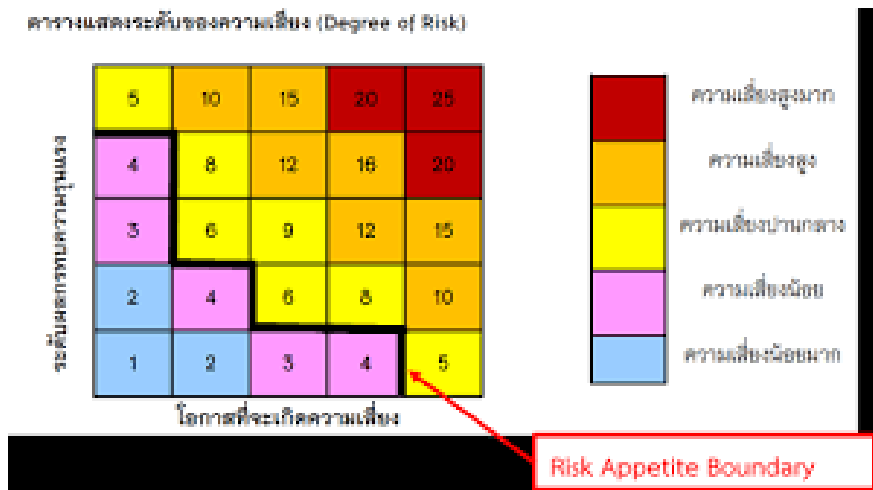 ตารางแสดงระดับของความเสี่ยง (Degree of Risk)
ระดับผลกระทบความรุนแรง
5 10 15 20 25
4 8 12 16 20
3 6 9 12 15
2 4 6 8 10
1 2 3 4 5
โอกาสที่จะเกิดความเสี่ยง
ความเสี่ยงสูงมาก
ความเสี่ยงสูง
ความเสี่ยงปานกลาง
ความเสี่ยงน้อย
ความเสี่ยงน้อยมาก
Risk Appetite Boundary